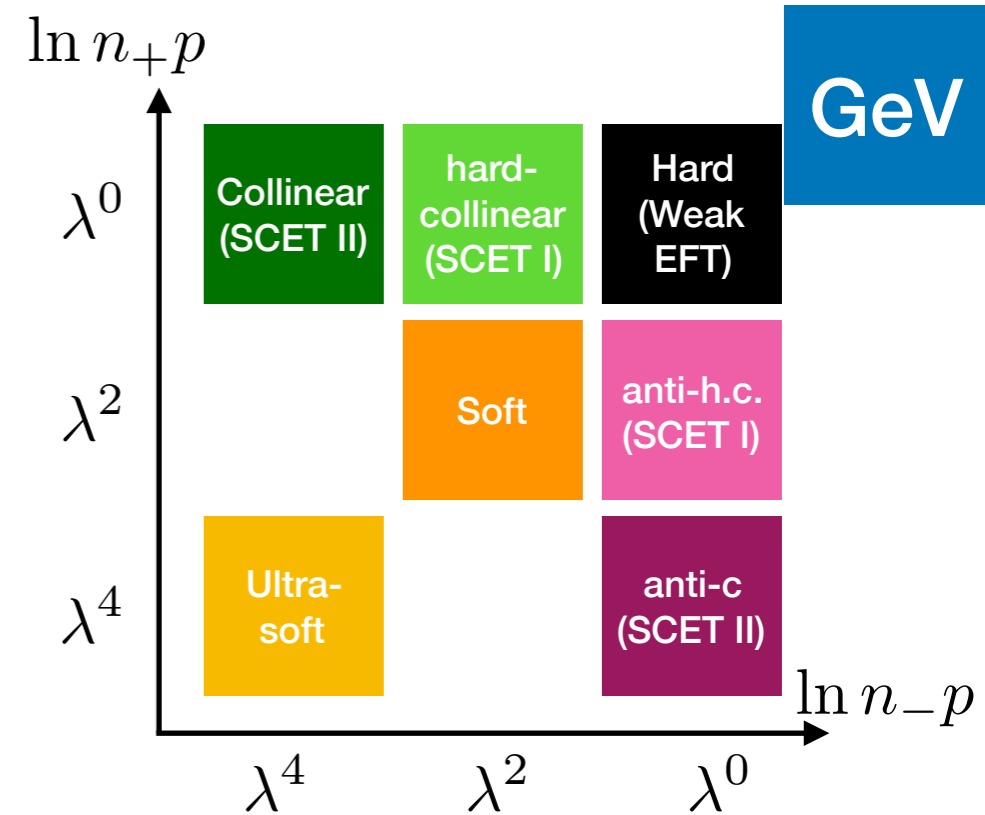 ln n₊p
GeV
λ⁰
Collinear
(SCET II)
hard-
collinear
(SCET I)
Hard
(Weak
EFT)
λ²
Soft
anti-h.c.
(SCET I)
λ⁴
Ultra-
soft
anti-c
(SCET II)
ln n₋p
λ⁴
λ²
λ⁰